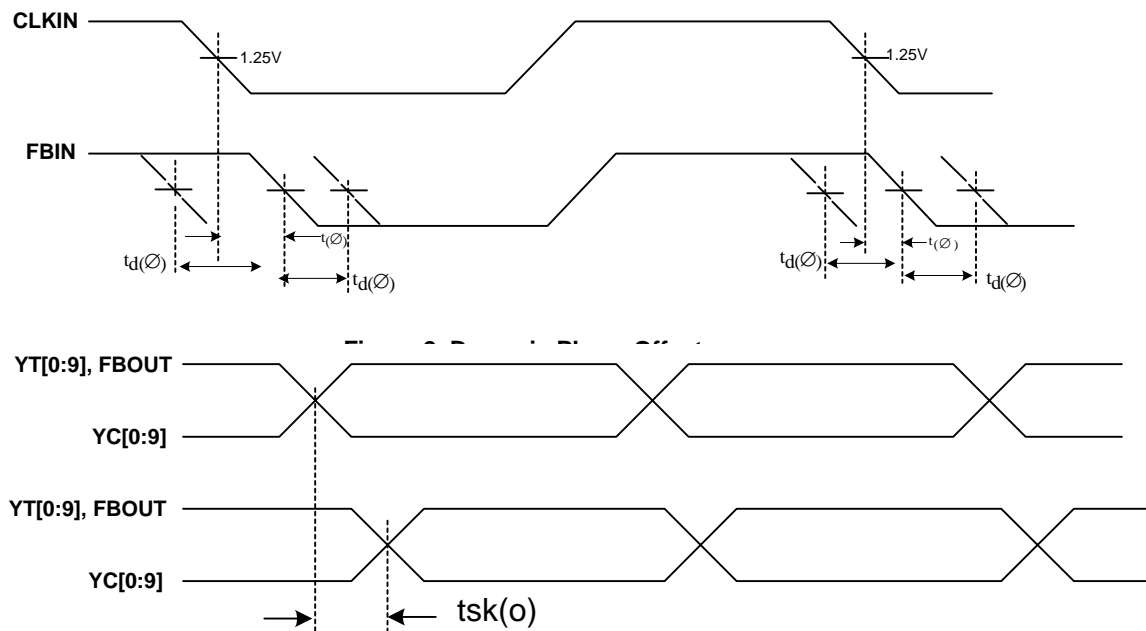 CLKIN
1.25V
1.25V
FBIN
t(∅)
t(∅)
td(∅)
td(∅)
td(∅)
td(∅)
YT[0:9], FBOUT
YC[0:9]
YT[0:9], FBOUT
YC[0:9]
tsk(o)